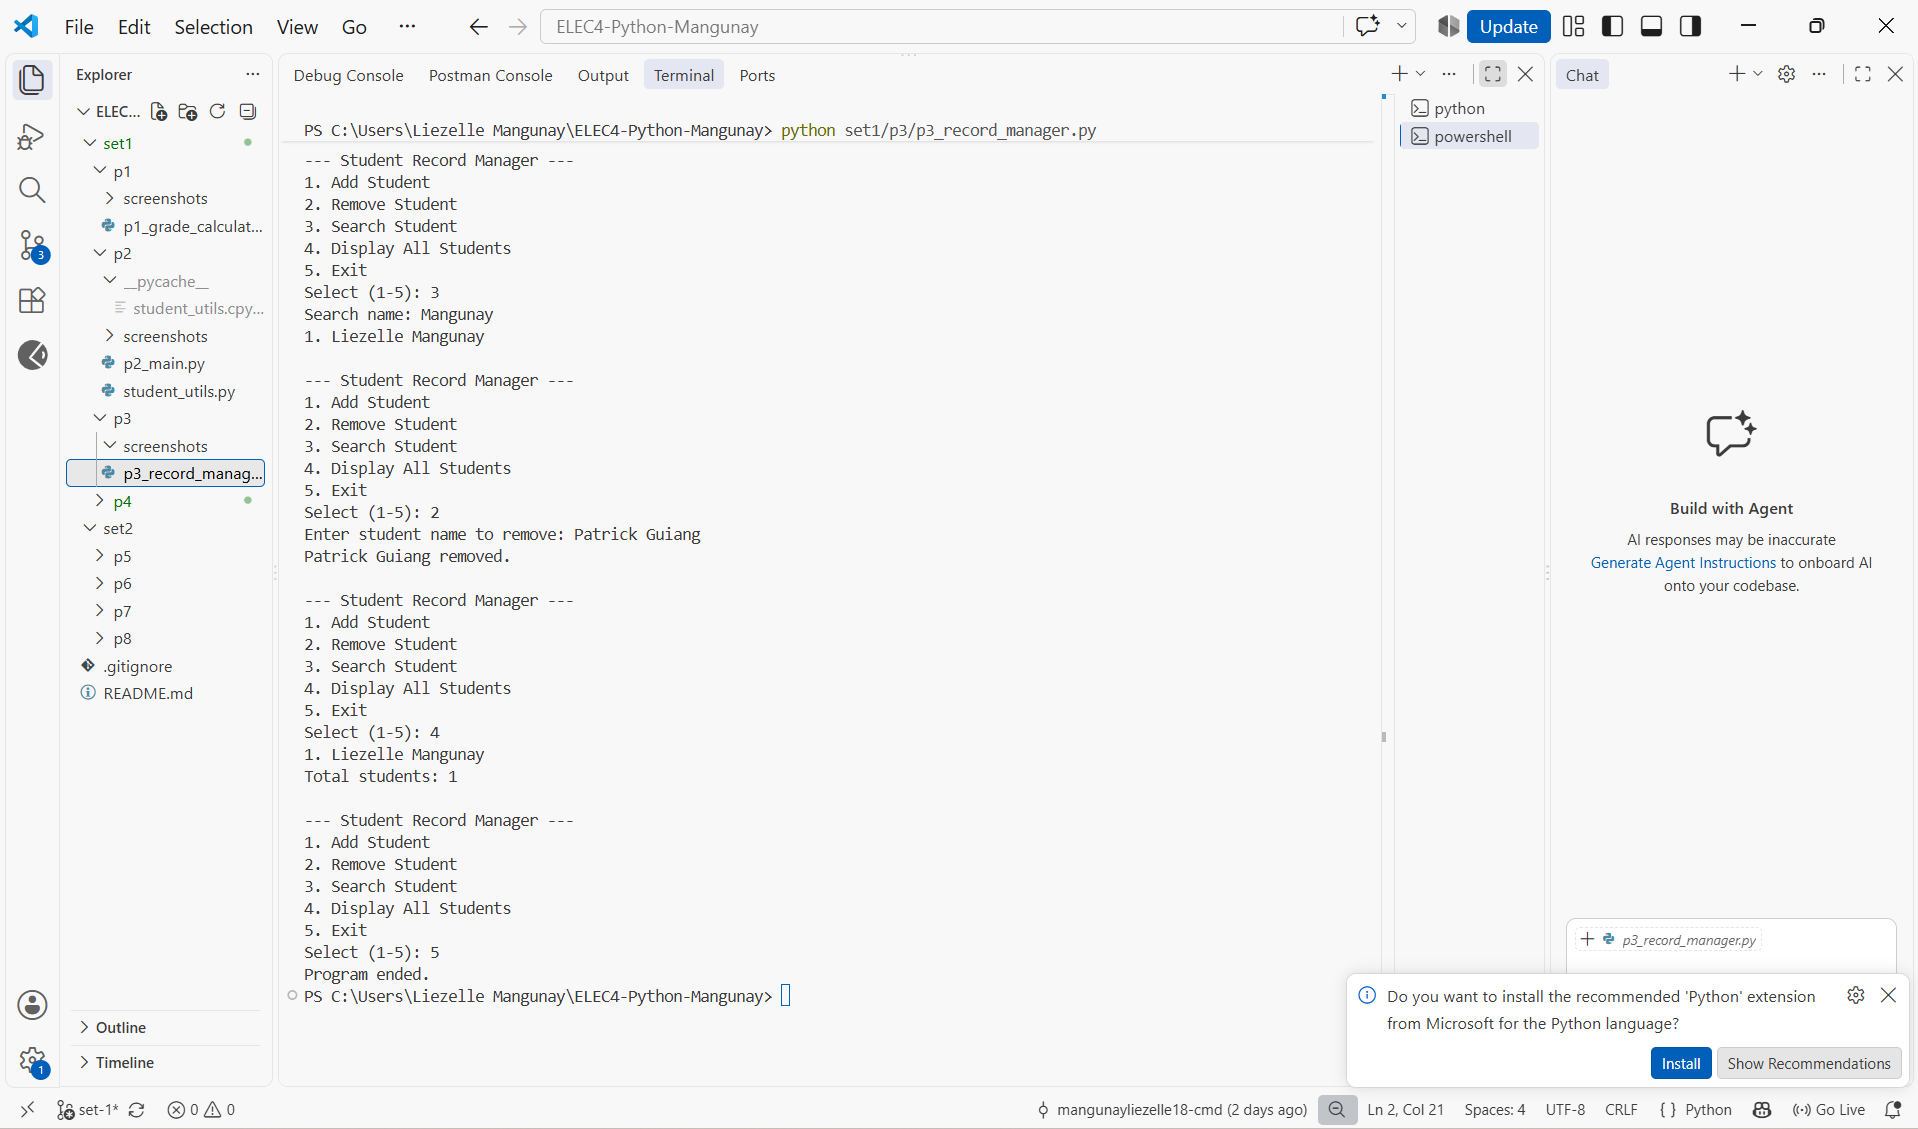 File Edit Selection View Go ···
ELEC4-Python-Mangunay
Update
Explorer
ELEC...
set1
p1
screenshots
p1_grade_calculat...
p2
__pycache__
student_utils.cpy...
screenshots
p2_main.py
student_utils.py
p3
screenshots
p3_record_manag...
p4
set2
p5
p6
p7
p8
.gitignore
README.md
Outline
Timeline
3
1
Debug Console Postman Console Output Terminal Ports
PS C:\Users\Liezelle Mangunay\ELEC4-Python-Mangunay> python set1/p3/p3_record_manager.py
--- Student Record Manager ---
1. Add Student
2. Remove Student
3. Search Student
4. Display All Students
5. Exit
Select (1-5): 3
Search name: Mangunay
1. Liezelle Mangunay
--- Student Record Manager ---
1. Add Student
2. Remove Student
3. Search Student
4. Display All Students
5. Exit
Select (1-5): 2
Enter student name to remove: Patrick Guiang
Patrick Guiang removed.
--- Student Record Manager ---
1. Add Student
2. Remove Student
3. Search Student
4. Display All Students
5. Exit
Select (1-5): 4
1. Liezelle Mangunay
Total students: 1
--- Student Record Manager ---
1. Add Student
2. Remove Student
3. Search Student
4. Display All Students
5. Exit
Select (1-5): 5
Program ended.
PS C:\Users\Liezelle Mangunay\ELEC4-Python-Mangunay>
python
powershell
Chat
Build with Agent
AI responses may be inaccurate
Generate Agent Instructions to onboard AI
onto your codebase.
p3_record_manager.py
Do you want to install the recommended 'Python' extension
from Microsoft for the Python language?
Install Show Recommendations
set-1* 0 0 mangunayliezelle18-cmd (2 days ago) Ln 2, Col 21 Spaces: 4 UTF-8 CRLF { } Python Go Live